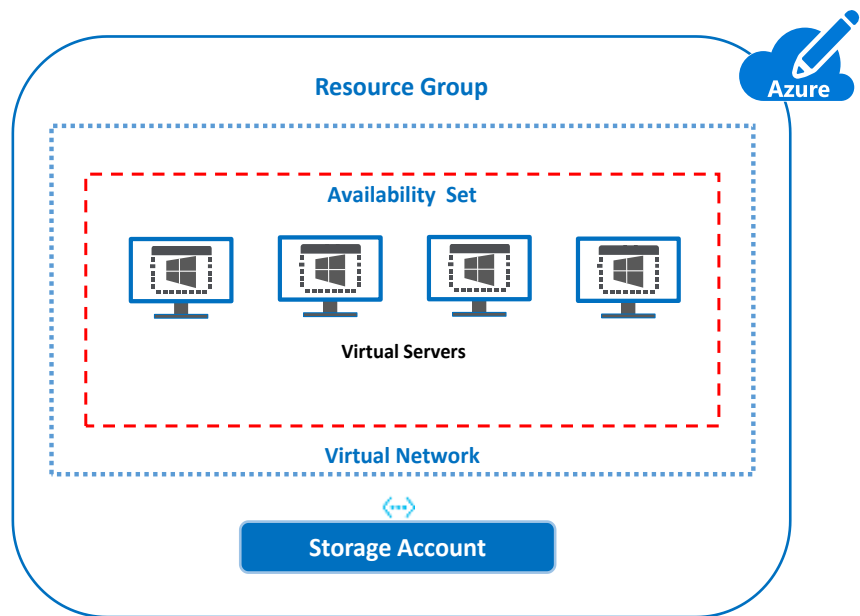 Azure
Resource Group
Availability Set
Virtual Servers
Virtual Network
Storage Account